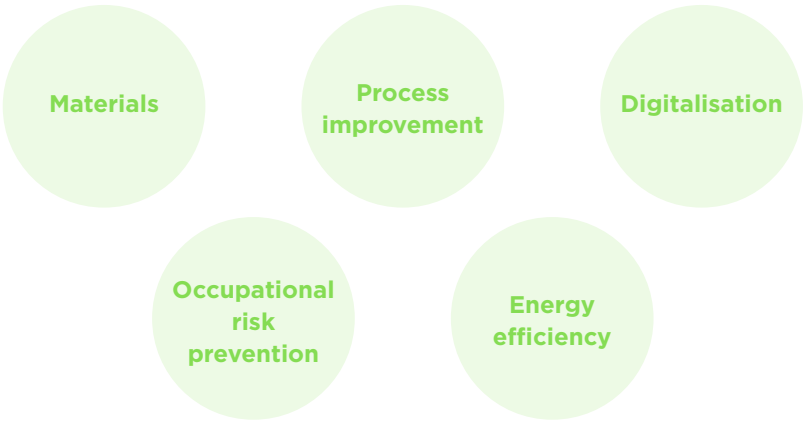 Materials
Process
improvement
Digitalisation
Occupational
risk
prevention
Energy
efficiency